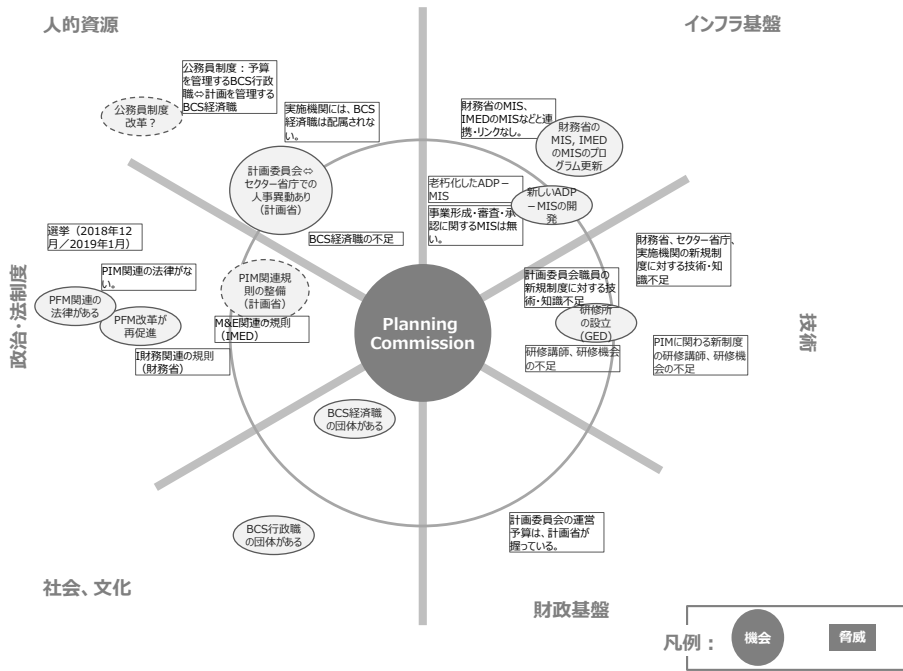 人的資源
インフラ基盤
公務員制度：予算
を管理するBCS行政
職⇔計画を管理する
BCS経済職
公務員制度
改革？
実施機関には、BCS
経済職は配属されな
い。
財務省のMIS、
IMEDのMISなどと連
携・リンクなし。
財務省の
MIS, IMED
のMISのプロ
グラム更新
計画委員会⇔
セクター省庁での
人事異動あり
（計画省）
老朽化したADP－
MIS
新しいADP
－MISの開
発
事業形成・審査・承
認に関するMISは無
い。
BCS経済職の不足
選挙（2018年12
月／2019年1月）
財務省、セクター省庁、
実施機関の新規制
度に対する技術・知
識不足
PIM関連の法律がな
い。
PIM関連規
則の整備
（計画省）
計画委員会職員の
新規制度に対する技
術・知識不足
政治・法制度
PFM関連の
法律がある
PFM改革が
再促進
M&E関連の規則
（IMED）
Planning
Commission
研修所
の設立
(GED)
技術
I財務関連の規則
（財務省）
研修講師、研修機会
の不足
PIMに関わる新制度
の研修講師、研修機
会の不足
BCS経済職
の団体がある
BCS行政職
の団体がある
計画委員会の運営
予算は、計画省が
握っている。
社会、文化
財政基盤
凡例：
機会
脅威